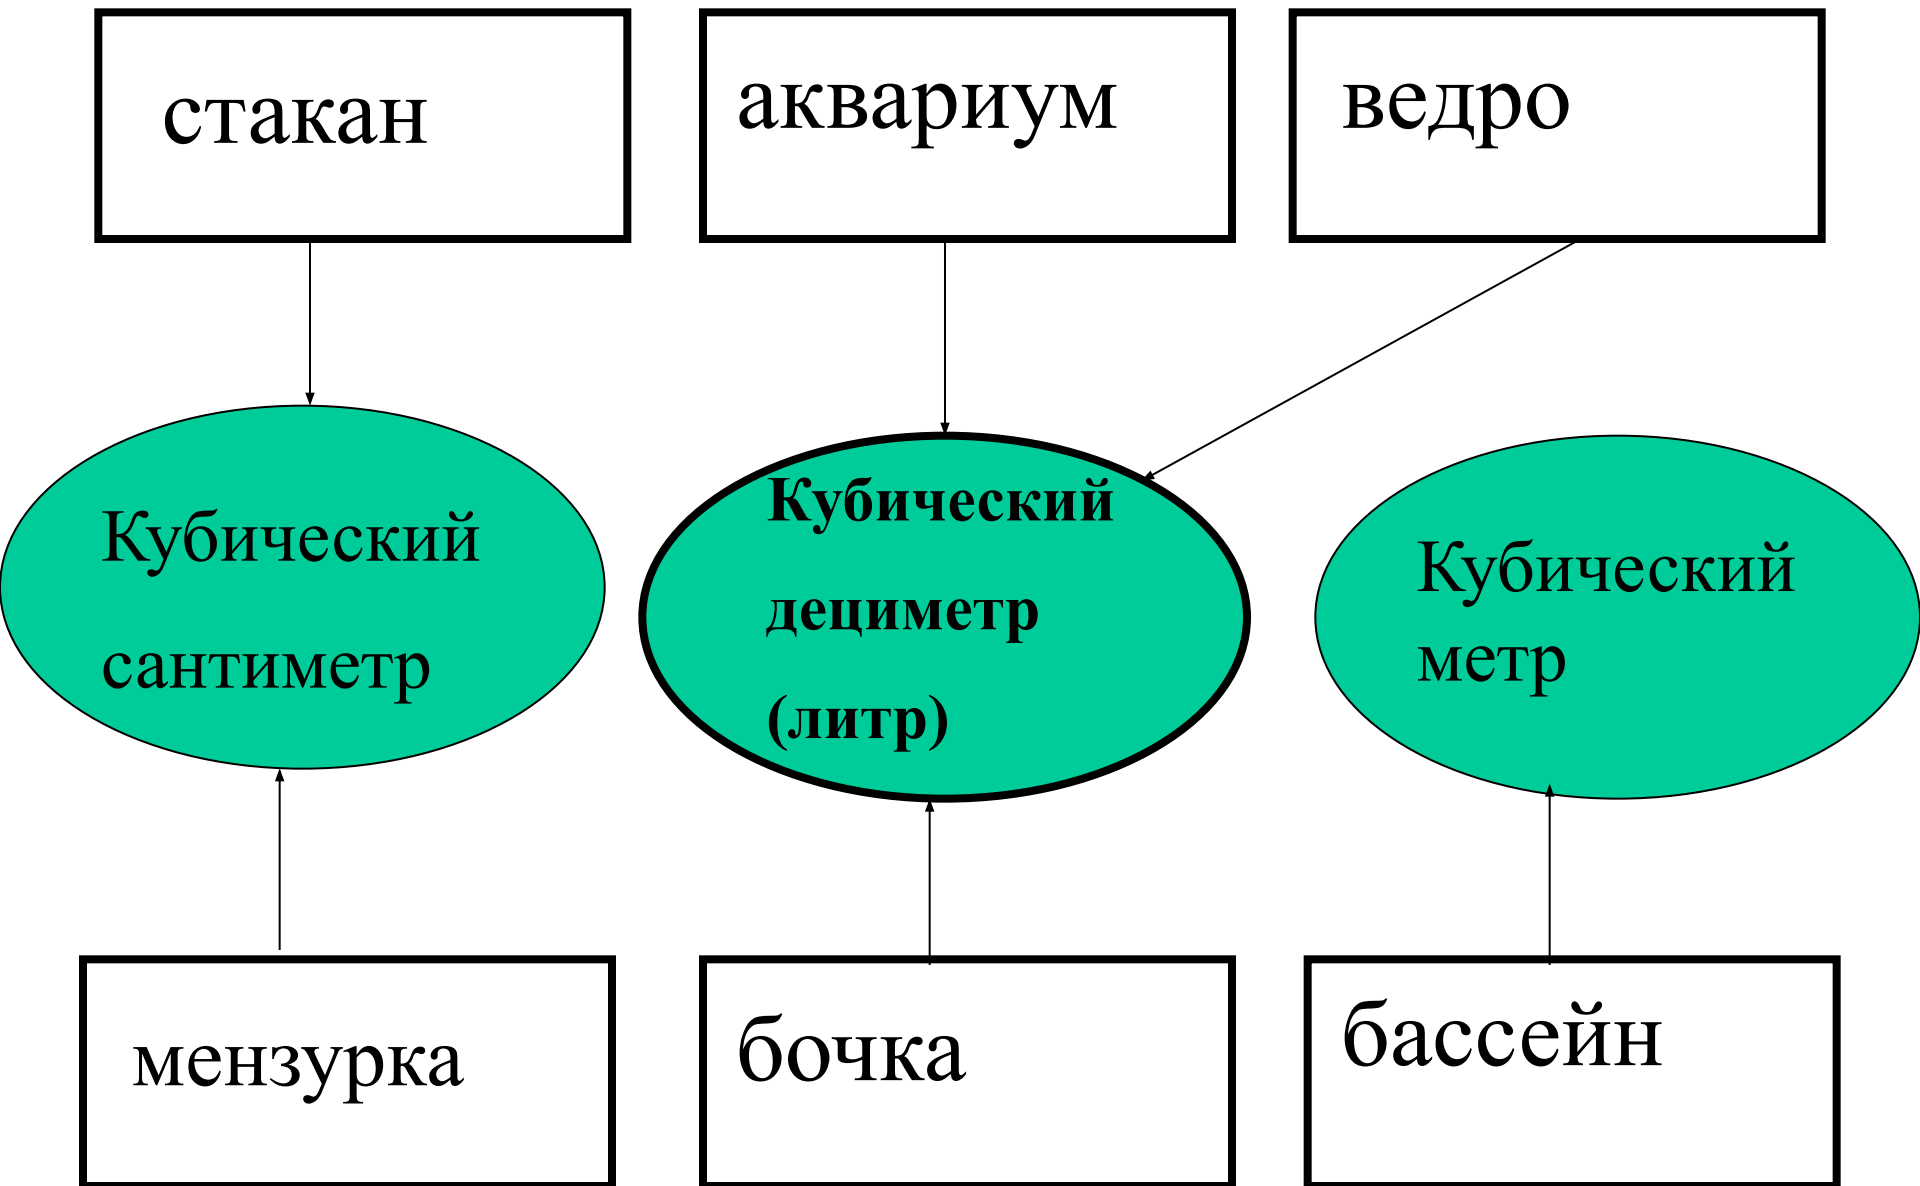 стакан
аквариум
ведро
Кубический
сантиметр
Кубический
дециметр
(литр)
Кубический
метр
мензурка
бочка
бассейн